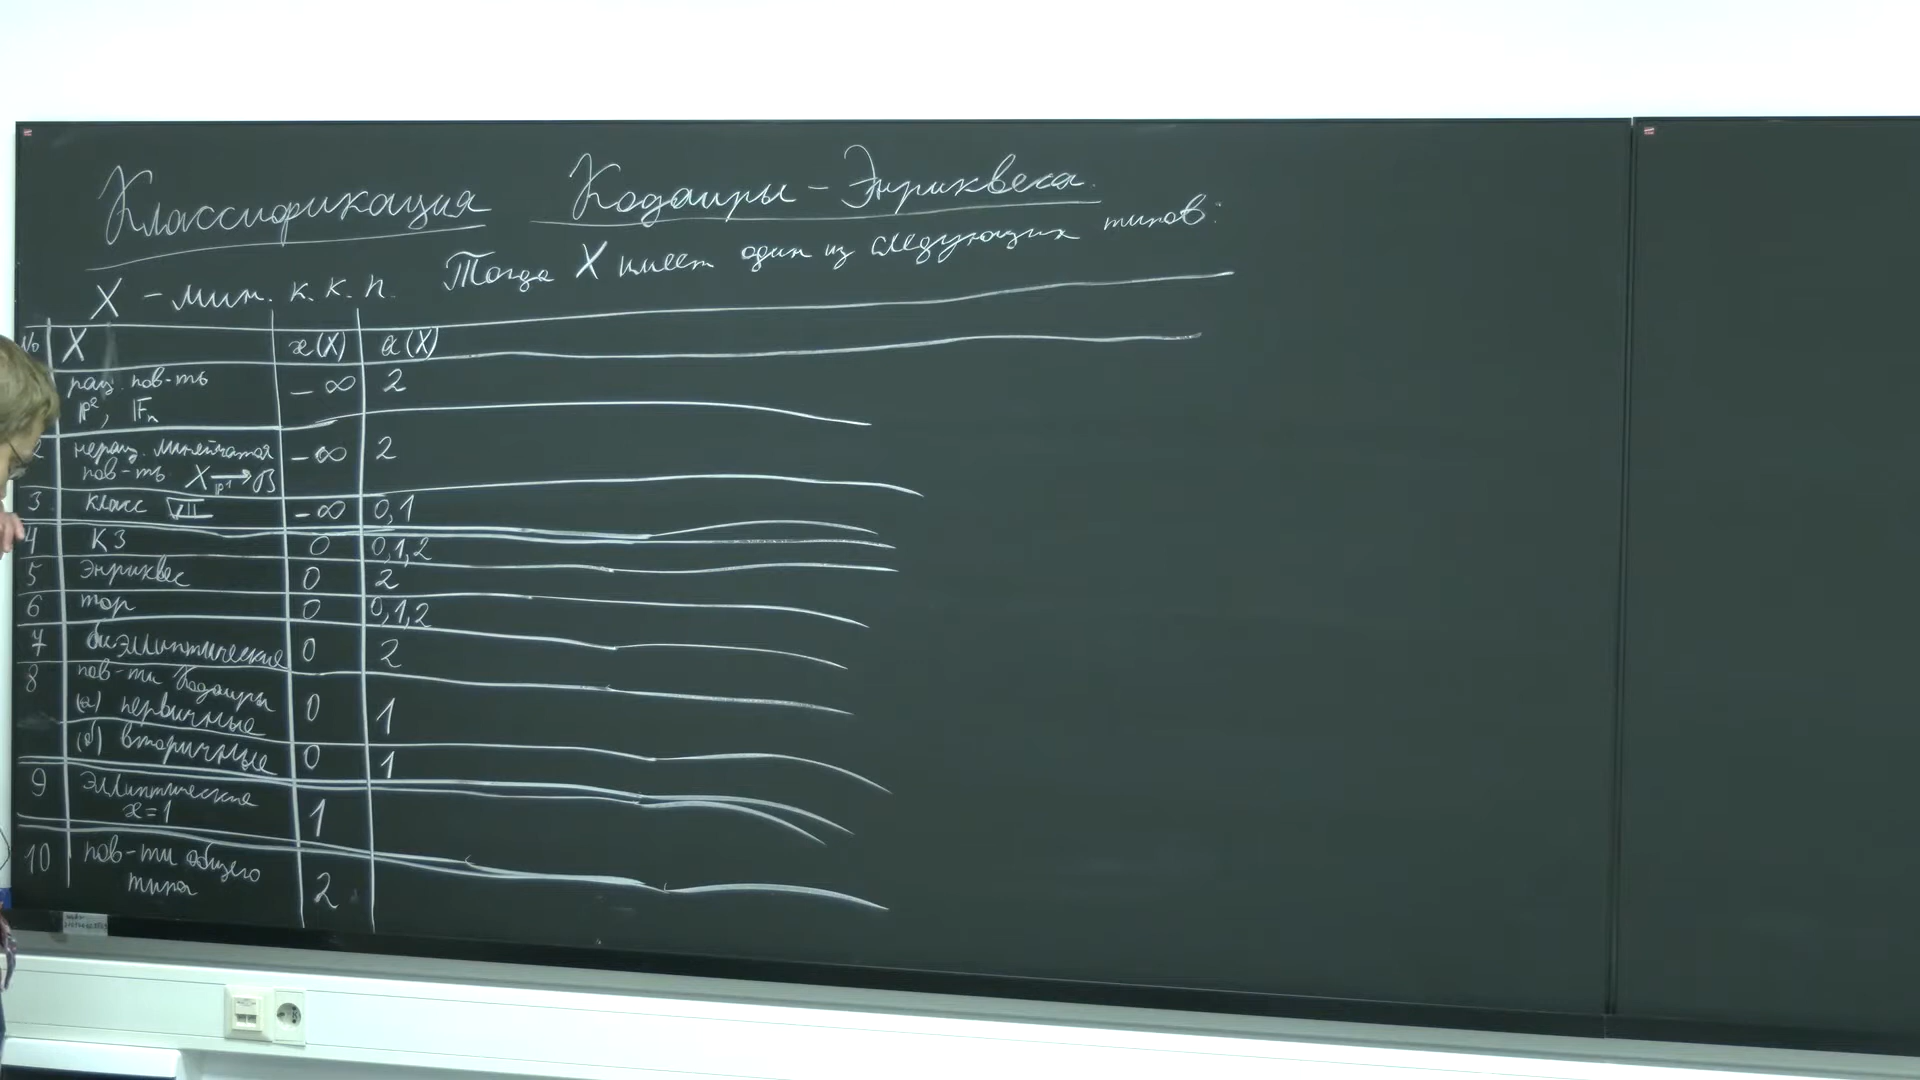 Классификация Кодаиры-Энриквеса.
X - мин. к. к. п. Тогда X имеет один из следующих типов:
№ X æ(X) a(X)
рац. пов-ть
P², Fₙ -∞ 2
2 нерац. линейчатая
пов-ть X →P¹ B -∞ 2
3 класс VII -∞ 0,1
4 K3 0 0,1,2
5 Энриквес 0 2
6 тор 0 0,1,2
7 биэллиптические 0 2
8 пов-ти Кодаиры
(а) первичные 0 1
(б) вторичные 0 1
9 эллиптические
æ=1 1
10 пов-ти общего
типа 2